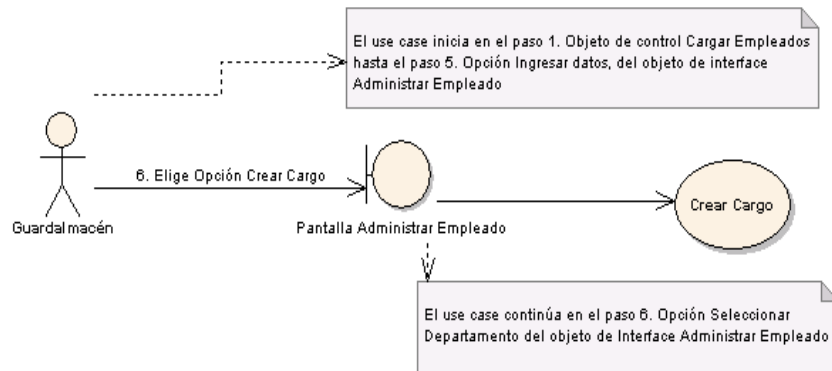 El use case inicia en el paso 1. Objeto de control Cargar Empleados
hasta el paso 5. Opción Ingresar datos, del objeto de interface
Administrar Empleado
6. Elige Opción Crear Cargo
Crear Cargo
Guardalmacén
Pantalla Administrar Empleado
El use case continúa en el paso 6. Opción Seleccionar
Departamento del objeto de Interface Administrar Empleado